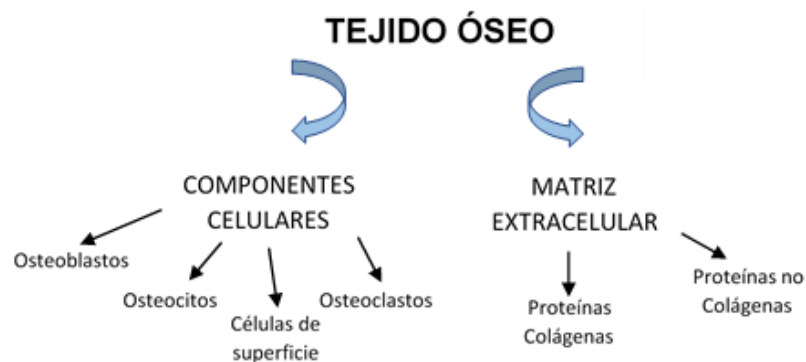 TEJIDO ÓSEO
COMPONENTES
CELULARES
MATRIZ
EXTRACELULAR
Osteoblastos
Osteocitos
Células de
superficie
Osteoclastos
Proteínas
Colágenas
Proteínas no
Colágenas